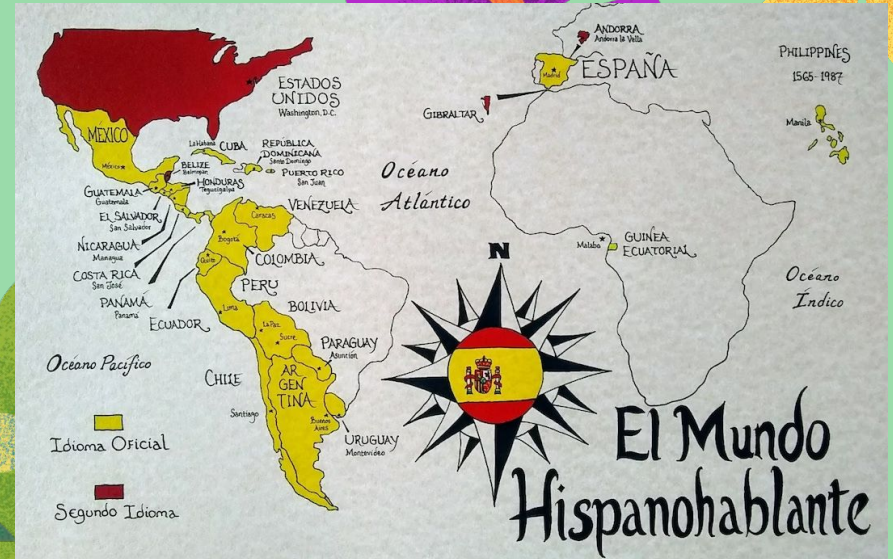 ESTADOS
UNIDOS
Washington, D.C.
MÉXICO
México
La Habana
CUBA
REPÚBLICA
DOMINICANA
Santo Domingo
PUERTO RICO
San Juan
BELIZE
Belmopan
HONDURAS
Tegucigalpa
GUATEMALA
Guatemala
EL SALVADOR
San Salvador
NICARAGUA
Managua
COSTA RICA
San José
PANAMÁ
Panamá
ECUADOR
Quito
VENEZUELA
Caracas
Bogotá
COLOMBIA
PERU
Lima
BOLIVIA
La Paz
Sucre
PARAGUAY
Asunción
CHILE
Santiago
AR
GEN
TINA
Buenos
Aires
URUGUAY
Montevideo
Océano Pacífico
Idioma Oficial
Segundo Idioma
Océano
Atlántico
ANDORRA
Andorra la Vella
ESPAÑA
Madrid
GIBRALTAR
PHILIPPINES
1565-1987
Manila
Malabo
GUINEA
ECUATORIAL
Océano
Índico
N
El Mundo
Hispanohablante